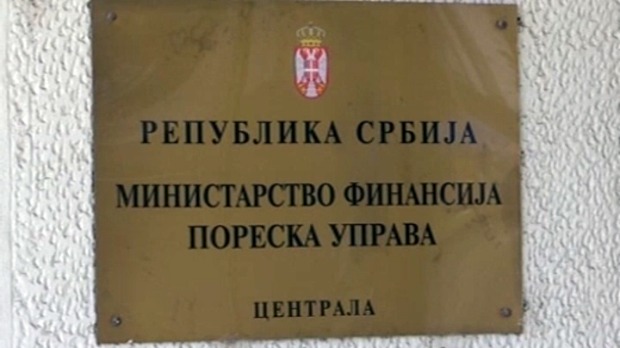 РЕПУБЛИКА СРБИЈА
МИНИСТАРСТВО ФИНАНСИЈА
ПОРЕСКА УПРАВА
ЦЕНТРАЛА